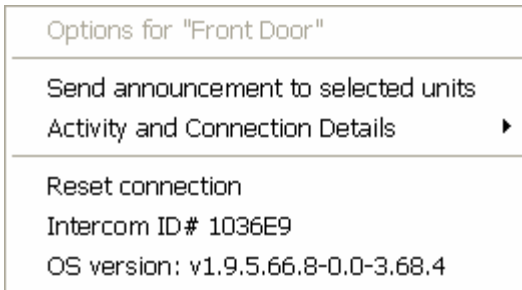 Options for "Front Door"
Send announcement to selected units
Activity and Connection Details
Reset connection
Intercom ID# 1036E9
OS version: v1.9.5.66.8-0.0-3.68.4